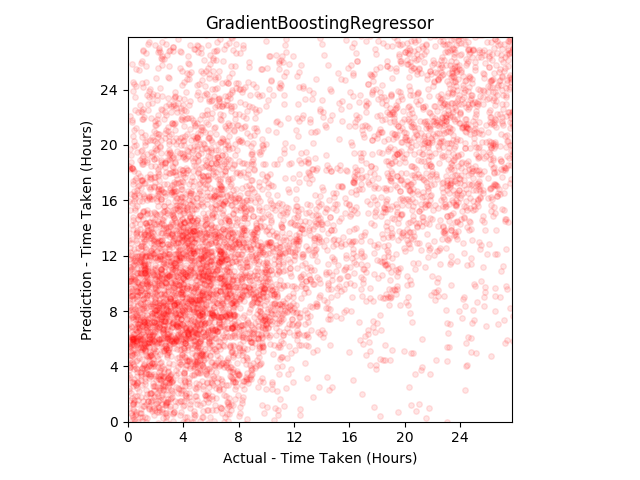 GradientBoostingRegressor
Prediction - Time Taken (Hours)
24
20
16
12
8
4
0
0 4 8 12 16 20 24
Actual - Time Taken (Hours)